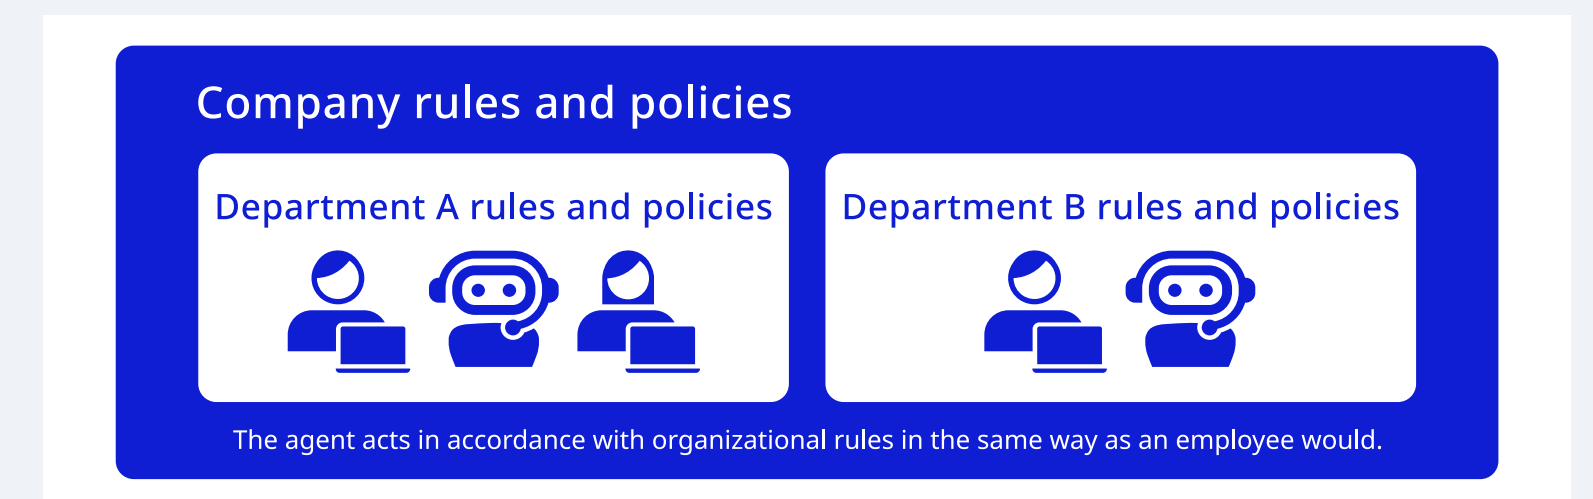 Company rules and policies
Department A rules and policies
Department B rules and policies
The agent acts in accordance with organizational rules in the same way as an employee would.